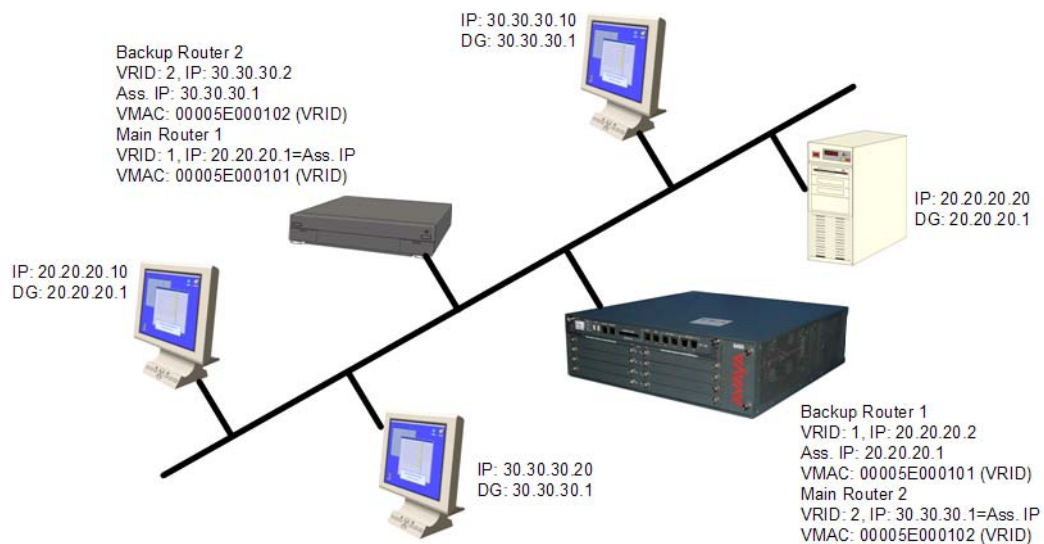 IP: 30.30.30.10
DG: 30.30.30.1
Backup Router 2
VRID: 2, IP: 30.30.30.2
Ass. IP: 30.30.30.1
VMAC: 00005E000102 (VRID)
Main Router 1
VRID: 1, IP: 20.20.20.1=Ass. IP
VMAC: 00005E000101 (VRID)
IP: 20.20.20.20
DG: 20.20.20.1
IP: 20.20.20.10
DG: 20.20.20.1
AVAYA
IP: 30.30.30.20
DG: 30.30.30.1
Backup Router 1
VRID: 1, IP: 20.20.20.2
Ass. IP: 20.20.20.1
VMAC: 00005E000101 (VRID)
Main Router 2
VRID: 2, IP: 30.30.30.1=Ass. IP
VMAC: 00005E000102 (VRID)